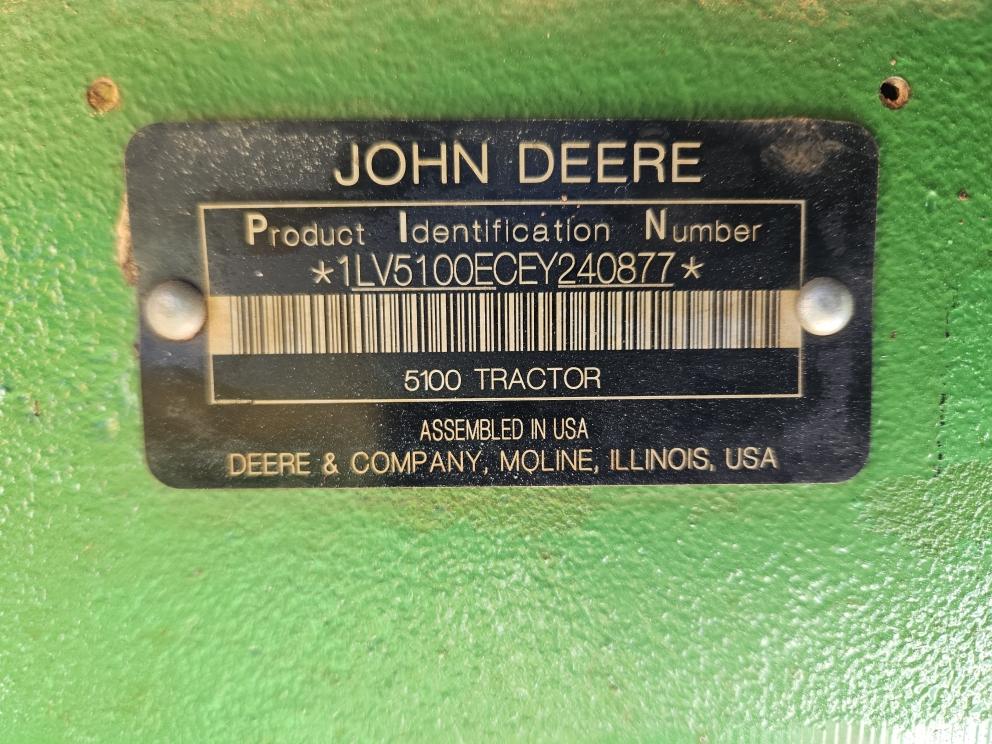 JOHN DEERE
Product Identification Number
*1LV5100ECEY240877*
5100 TRACTOR
ASSEMBLED IN USA
DEERE & COMPANY, MOLINE, ILLINOIS, USA